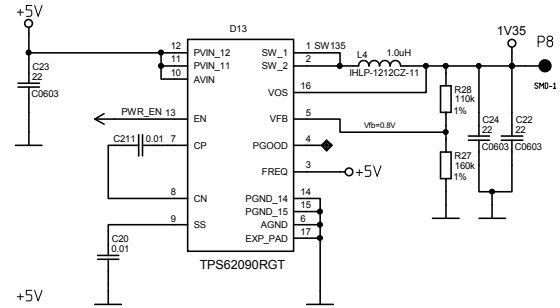 +5V
D13
1V35
P8
12 PVIN_12 SW_1 1 SW135 L4 1.0uH
11 PVIN_11 SW_2 2 IHLP-1212CZ-11
10 AVIN
SMD-1
C23
22
C0603
VOS 16
R28
110k
1%
PWR_EN 13 EN VFB 5 Vfb=0.8V
C24
22
C0603
C22
22
C0603
C211 0.01 7 CP PGOOD 4
R27
160k
1%
FREQ 3 +5V
8 CN PGND_14 14
PGND_15 15
9 SS AGND 6
EXP_PAD 17
C20
0.01
TPS62090RGT
+5V